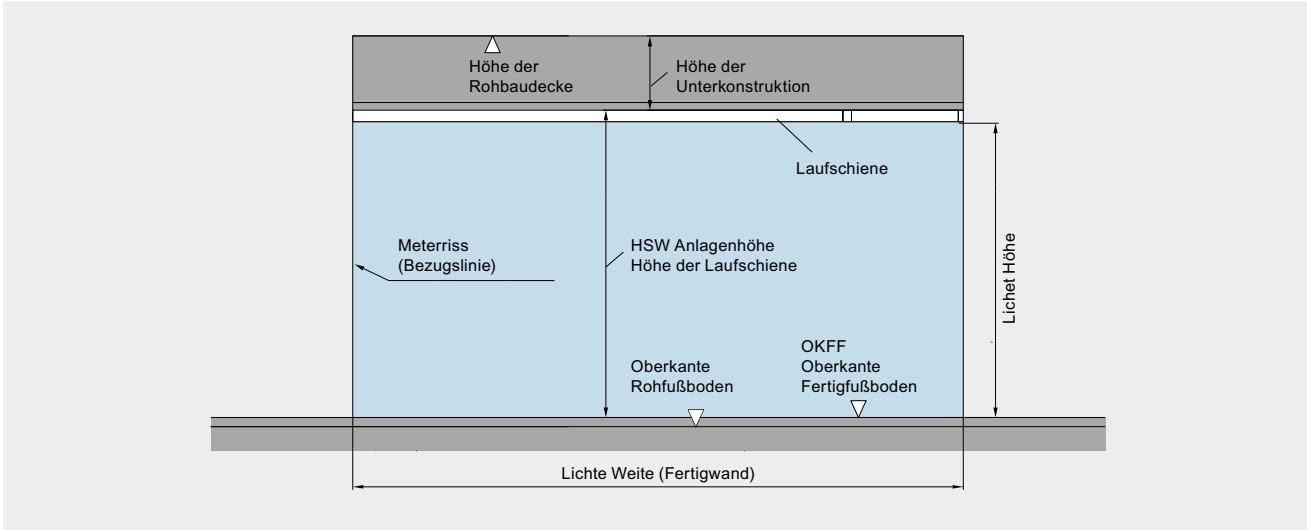 Höhe der
Rohbaudecke
Höhe der
Unterkonstruktion
Laufschiene
Meterriss
(Bezugslinie)
HSW Anlagenhöhe
Höhe der Laufschiene
Lichet Höhe
Oberkante
Rohfußboden
OKFF
Oberkante
Fertigfußboden
Lichte Weite (Fertigwand)